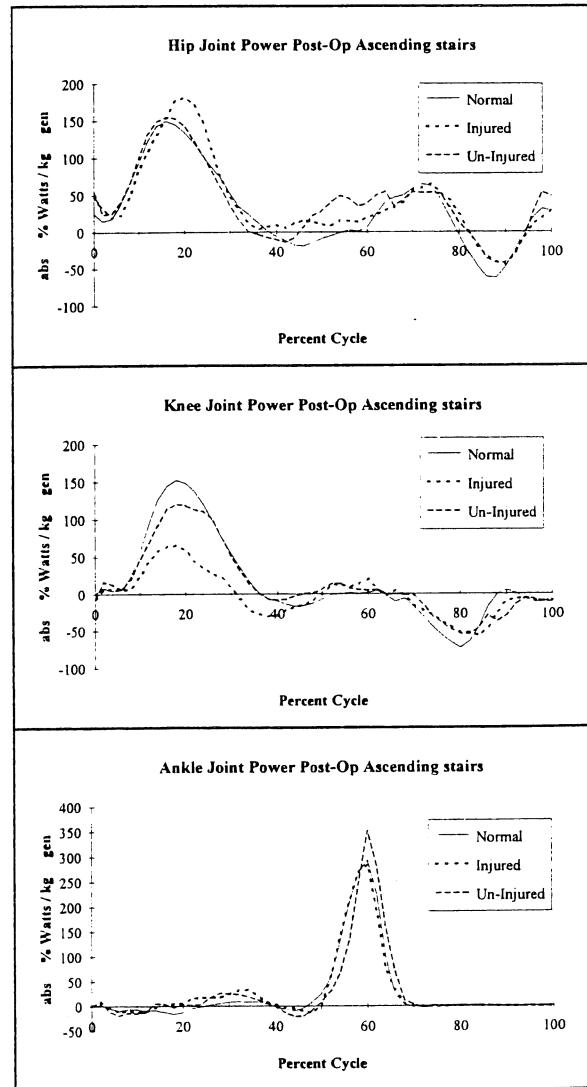 Hip Joint Power Post-Op Ascending stairs
abs % Watts / kg gen
200
150
100
50
0
-50
-100
0
20
40
60
80
100
Normal
Injured
Un-Injured
Percent Cycle
Knee Joint Power Post-Op Ascending stairs
abs % Watts / kg gen
200
150
100
50
0
-50
-100
0
20
40
60
80
100
Normal
Injured
Un-Injured
Percent Cycle
Ankle Joint Power Post-Op Ascending stairs
abs % Watts / kg gen
400
350
300
250
200
150
100
50
0
-50
0
20
40
60
80
100
Normal
Injured
Un-Injured
Percent Cycle